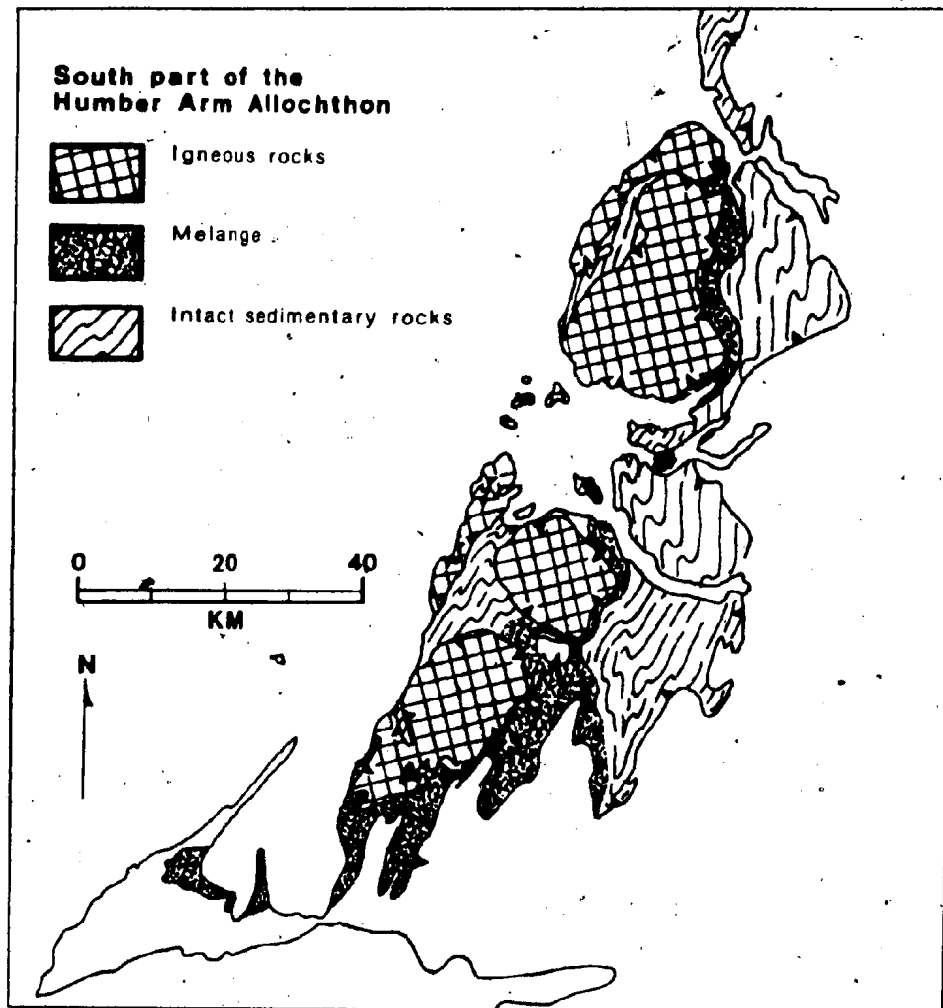 South part of the
Humber Arm Allochthon
Igneous rocks
Melange
Intact sedimentary rocks
0 20 40
KM
N